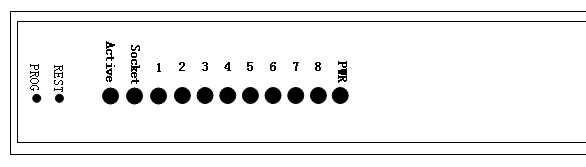 PROG
REST
Active
Socket
1 2 3 4 5 6 7 8
PWR